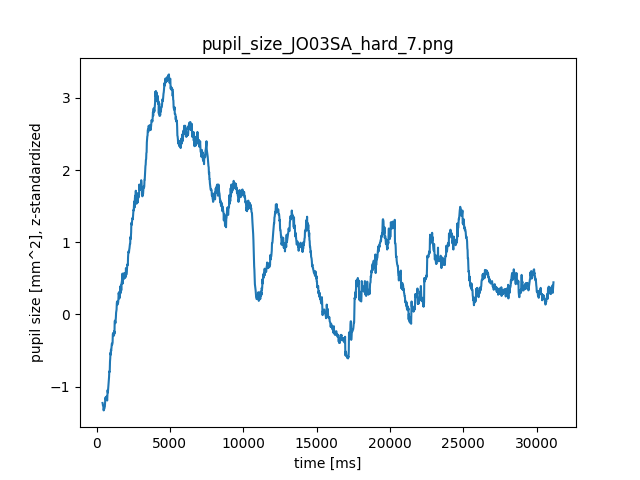 pupil_size_JO03SA_hard_7.png
pupil size [mm^2], z-standardized
3
2
1
0
−1
0 5000 10000 15000 20000 25000 30000
time [ms]